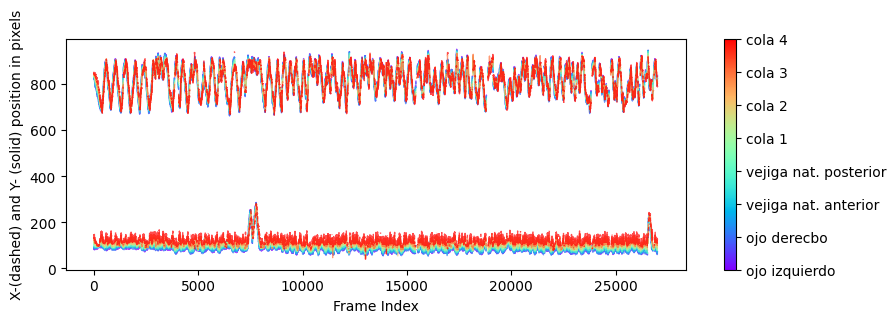 X-(dashed) and Y- (solid) position in pixels
800
600
400
200
0
0
5000
10000
15000
20000
25000
Frame Index
cola 4
cola 3
cola 2
cola 1
vejiga nat. posterior
vejiga nat. anterior
ojo derecbo
ojo izquierdo